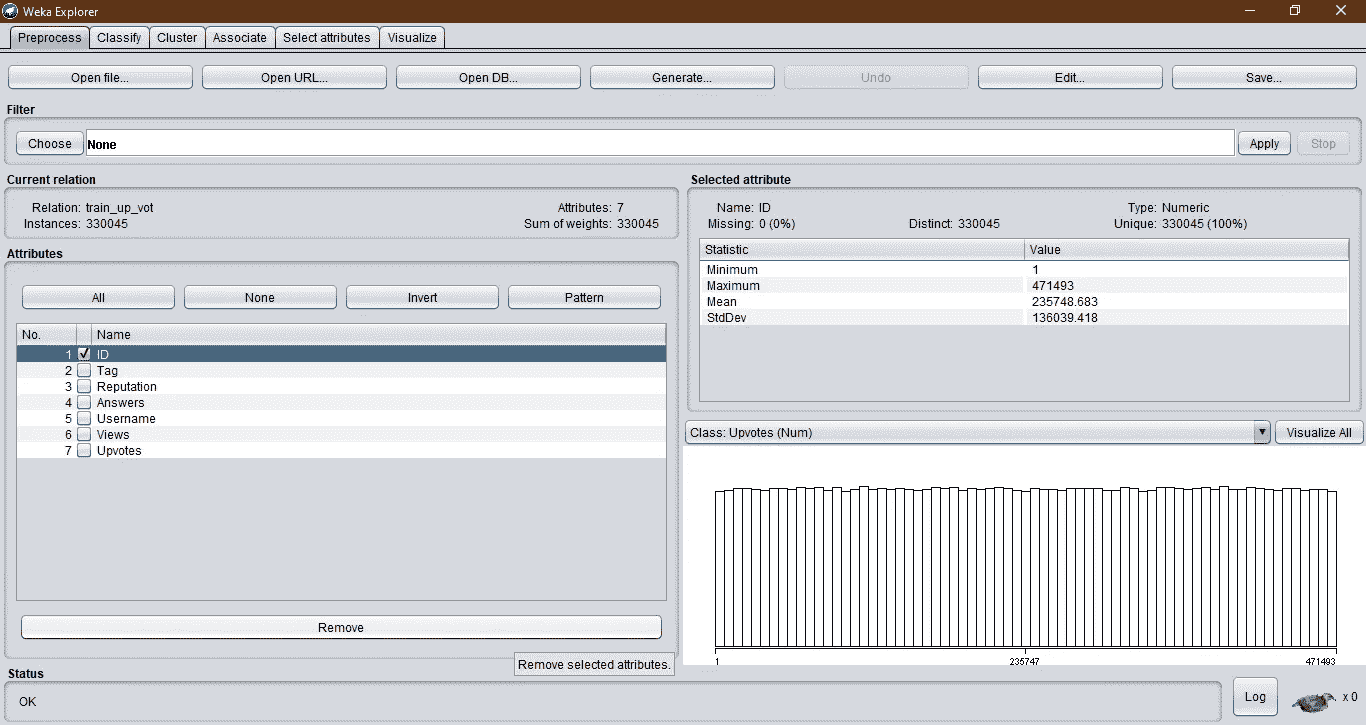 Weka Explorer
Preprocess Classify Cluster Associate Select attributes Visualize
Open file... Open URL... Open DB... Generate... Undo Edit... Save...
Filter
Choose None Apply Stop
Current relation
Relation: train_up_vot Attributes: 7
Instances: 330045 Sum of weights: 330045
Attributes
All None Invert Pattern
No. Name
1 ID
2 Tag
3 Reputation
4 Answers
5 Username
6 Views
7 Upvotes
Remove
Remove selected attributes.
Selected attribute
Name: ID Type: Numeric
Missing: 0 (0%) Distinct: 330045 Unique: 330045 (100%)
Statistic Value
Minimum 1
Maximum 471493
Mean 235748.683
StdDev 136039.418
Class: Upvotes (Num) Visualize All
1 235747 471493
Status
OK Log x 0